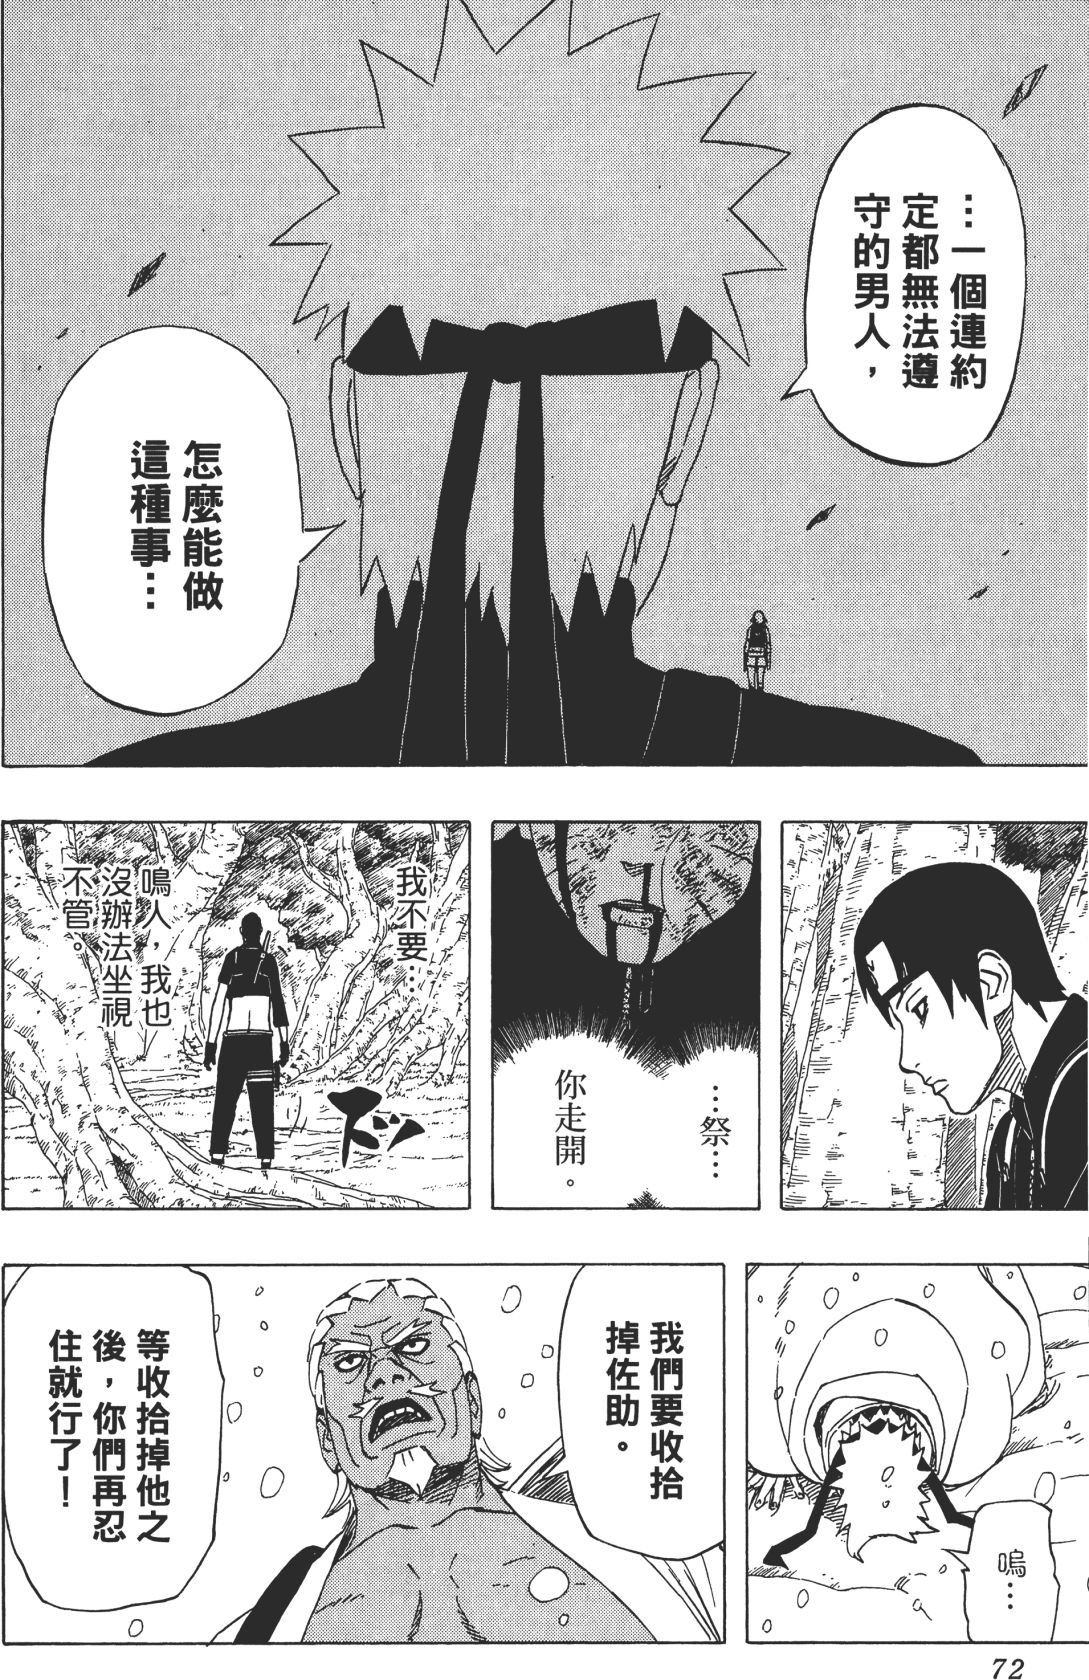 …一個連約
定都無法遵
守的男人，
怎麼能做
這種事…
…祭…
你走開。
我不要…
鳴人，我也
沒辦法坐視
不管。
嗚…
我們要收拾
掉佐助。
等收拾掉他之
後，你們再忍
住就行了！
72